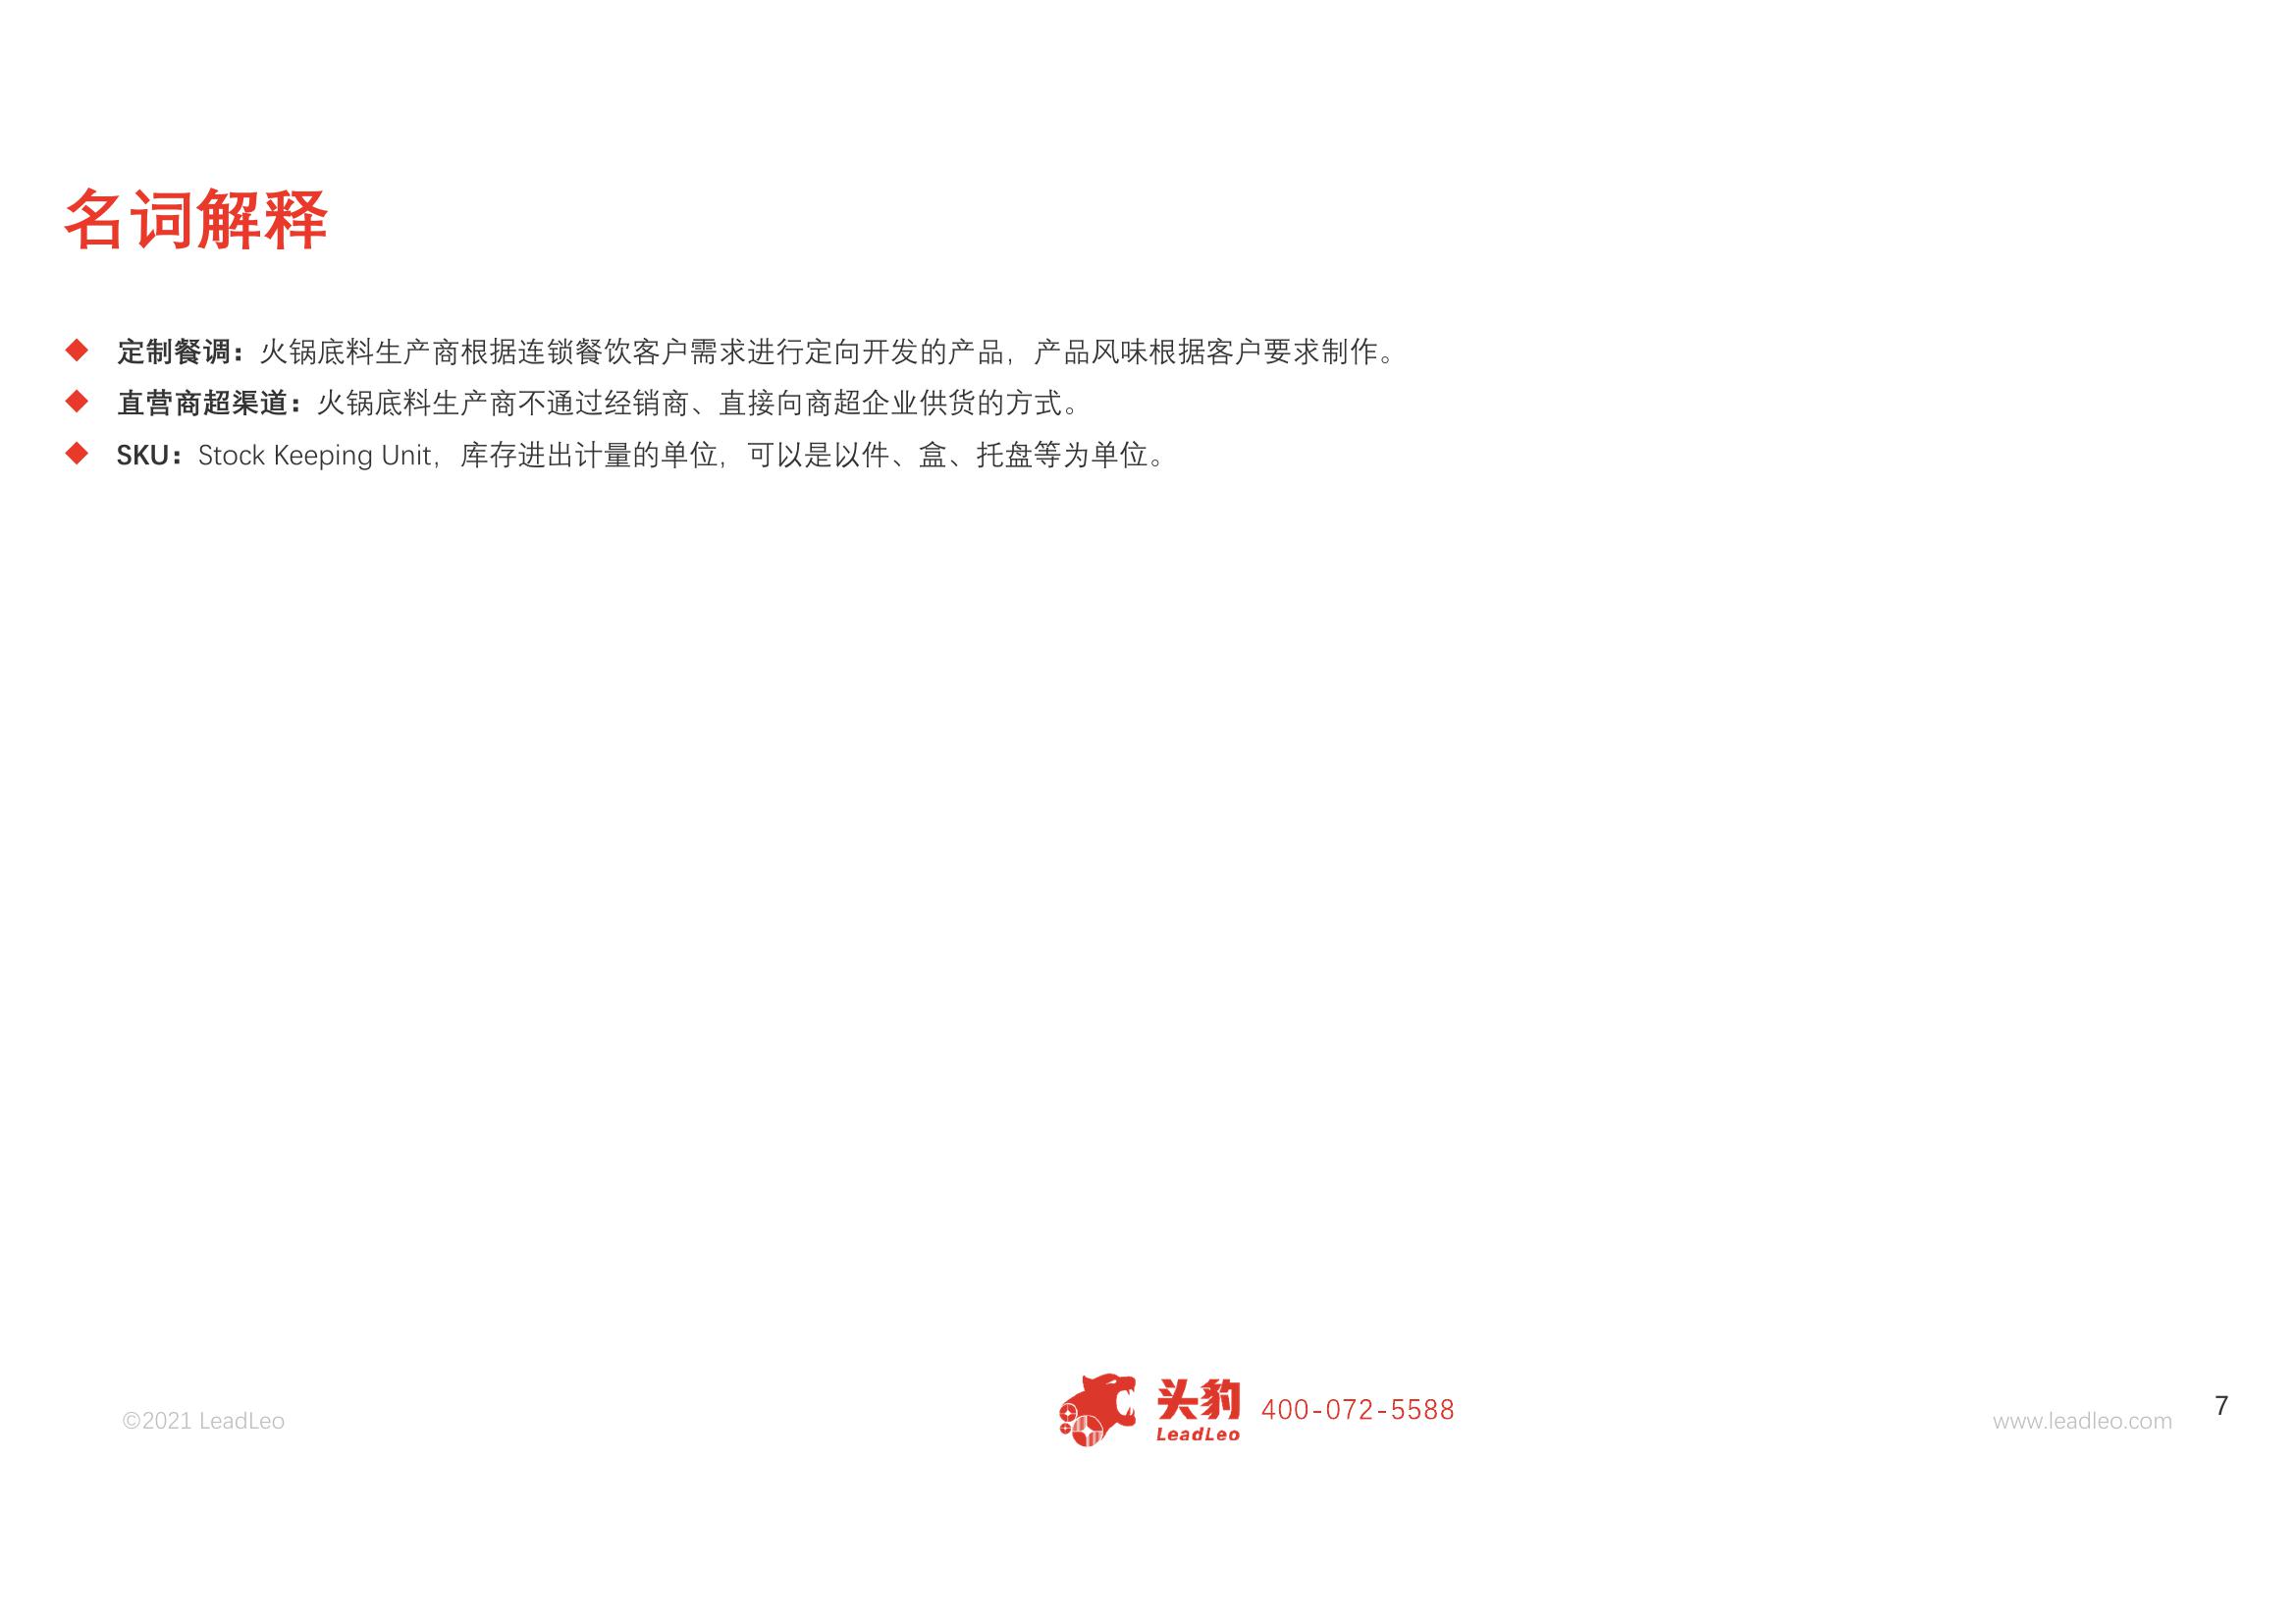 名词解释
◆ 定制餐调：火锅底料生产商根据连锁餐饮客户需求进行定向开发的产品，产品风味根据客户要求制作。
◆ 直营商超渠道：火锅底料生产商不通过经销商、直接向商超企业供货的方式。
◆ SKU：Stock Keeping Unit，库存进出计量的单位，可以是以件、盒、托盘等为单位。
©2021 LeadLeo
头豹
LeadLeo
400-072-5588
www.leadleo.com
7